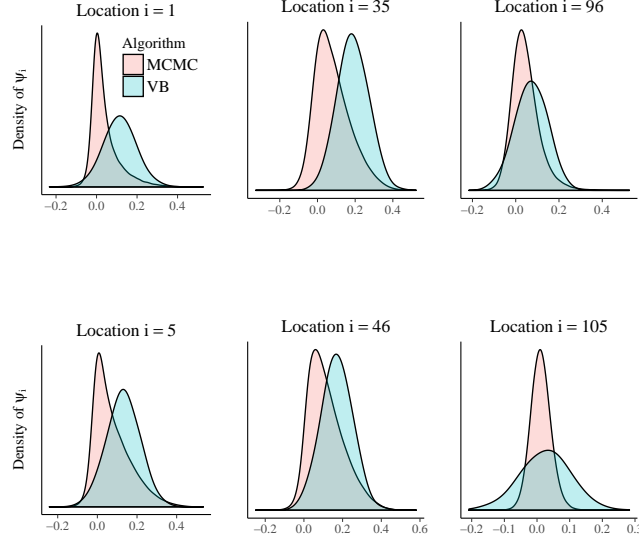 Location i = 1
Location i = 35
Location i = 96
Density of ψi
Algorithm
MCMC
VB
−0.2 0.0 0.2 0.4
−0.2 0.0 0.2 0.4
−0.2 0.0 0.2 0.4
Location i = 5
Location i = 46
Location i = 105
Density of ψi
−0.2 0.0 0.2 0.4
−0.2 0.0 0.2 0.4 0.6
−0.2 −0.1 0.0 0.1 0.2 0.3